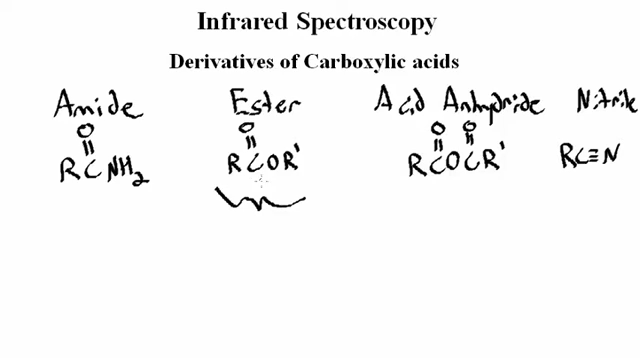 Infrared Spectroscopy
Derivatives of Carboxylic acids
Amide Ester Acid Anhydride Nitrile
O O O O
RCNH2 RCOR' RCOCR' RC≡N